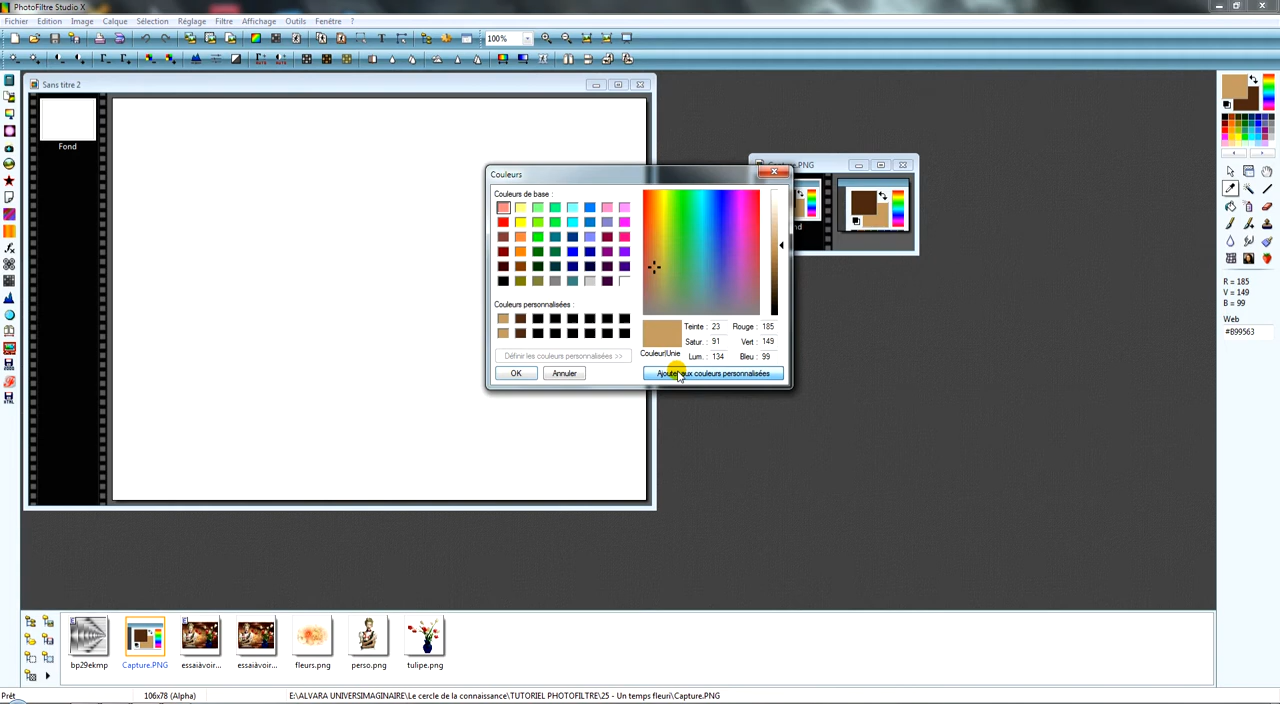 PhotoFiltre Studio X
Fichier Edition Image Calque Sélection Réglage Filtre Affichage Outils Fenêtre ?
100%
Sans titre 2
Fond
.PNG
Couleurs
Couleurs de base :
Couleurs personnalisées :
Définir les couleurs personnalisées >>
OK Annuler
Couleur|Unie
Teinte : 23 Rouge : 185
Satur. : 91 Vert : 149
Lum. : 134 Bleu : 99
Ajouter aux couleurs personnalisées
R = 185
V = 149
B = 99
Web
#B99563
bp29ekmp Capture.PNG essaiàvoir... essaiàvoir... fleurs.png perso.png tulipe.png
Prêt 106x78 (Alpha) E:\ALVARA UNIVERSIMAGINAIRE\Le cercle de la connaissance\TUTORIEL PHOTOFILTRE\25 - Un temps fleuri\Capture.PNG